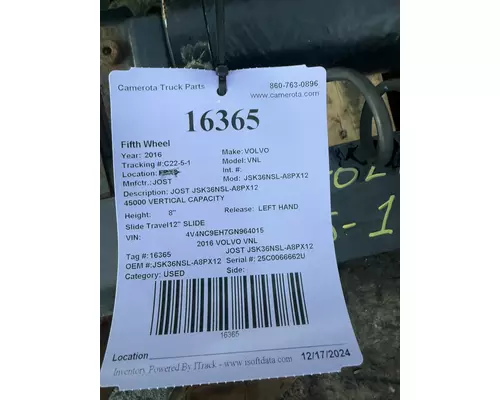 Camerota Truck Parts 860-763-0896
www.camerota.com
16365
Fifth Wheel
Year: 2016 Make: VOLVO
Tracking #:C22-5-1 Model: VNL
Location: Int. #:
Mnfctr.:JOST Mod: JSK36NSL-A8PX12
Description: JOST JSK36NSL-A8PX12
45000 VERTICAL CAPACITY
Height: 8" Release: LEFT HAND
Slide Travel12" SLIDE
VIN: 4V4NC9EH7GN964015
2016 VOLVO VNL
Tag #:16365 JOST JSK36NSL-A8PX12
OEM #:JSK36NSL-A8PX12 Serial #: 25C0066662U
Category: USED Side:
16365
Location
12/17/2024
Inventory Powered By ITrack - www.isoftdata.com